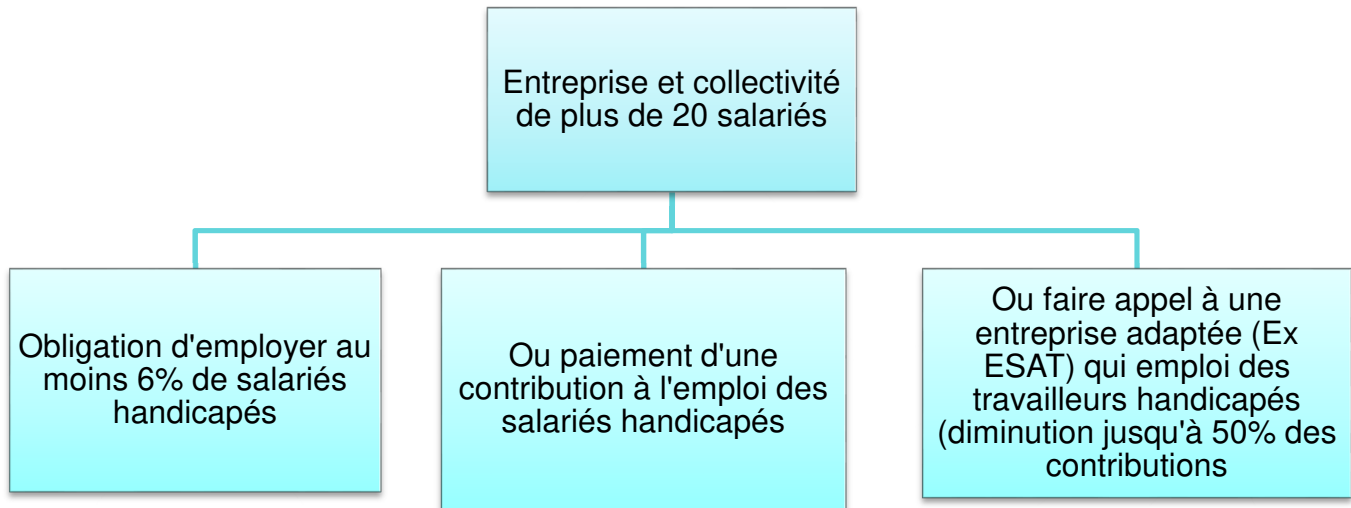 Entreprise et collectivité
de plus de 20 salariés
Obligation d'employer au
moins 6% de salariés
handicapés
Ou paiement d'une
contribution à l'emploi des
salariés handicapés
Ou faire appel à une
entreprise adaptée (Ex
ESAT) qui emploi des
travailleurs handicapés
(diminution jusqu'à 50% des
contributions